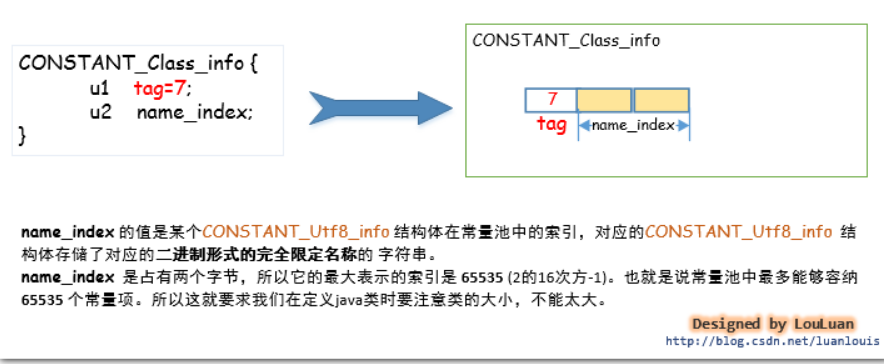 CONSTANT_Class_info {
u1 tag=7;
u2 name_index;
}
CONSTANT_Class_info
7
tag
name_index
name_index 的值是某个CONSTANT_Utf8_info 结构体在常量池中的索引，对应的CONSTANT_Utf8_info 结
构体存储了对应的二进制形式的完全限定名称的 字符串。
name_index 是占有两个字节，所以它的最大表示的索引是 65535 (2的16次方-1)。也就是说常量池中最多能够容纳
65535 个常量项。所以这就要求我们在定义java类时要注意类的大小，不能太大。
Designed by LouLuan
http://blog.csdn.net/luanlouis